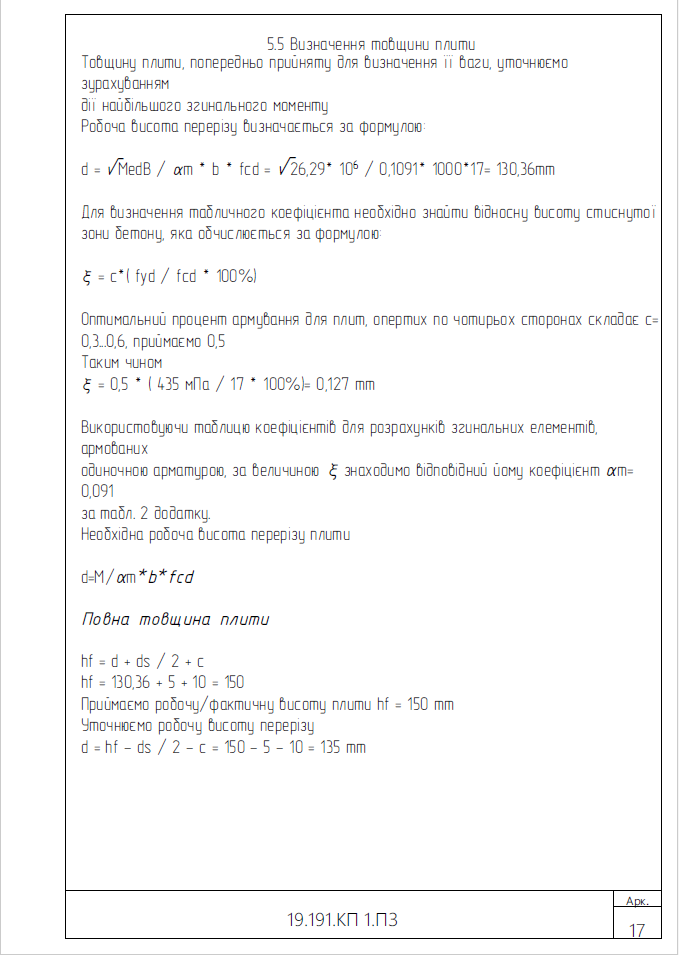 5.5 Визначення товщини плити
Товщину плити, попередньо прийняту для визначення її ваги, уточнюємо
зурахуванням
дії найбільшого згинального моменту
Робоча висота перерізу визначається за формулою:
d = √MedB / αm * b * fcd = √26,29* 10⁶ / 0,1091* 1000*17= 130,36mm
Для визначення табличного коефіцієнта необхідно знайти відносну висоту стиснутої
зони бетону, яка обчислюється за формулою:
ξ = c*( fyd / fcd * 100%)
Оптимальний процент армування для плит, опертих по чотирьох сторонах складає c=
0,3...0,6, приймаємо 0,5
Таким чином
ξ = 0,5 * ( 435 мПа / 17 * 100%)= 0,127 mm
Використовуючи таблицю коефіцієнтів для розрахунків згинальних елементів,
армованих
одиночною арматурою, за величиною ξ знаходимо відповідний йому коефіцієнт αm=
0,091
за табл. 2 додатку.
Необхідна робоча висота перерізу плити
d=M/αm*b*fcd
Повна товщина плити
hf = d + ds / 2 + c
hf = 130,36 + 5 + 10 = 150
Приймаємо робочу/фактичну висоту плити hf = 150 mm
Уточнюємо робочу висоту перерізу
d = hf – ds / 2 – c = 150 – 5 – 10 = 135 mm
Арк.
19.191.КП 1.ПЗ
17